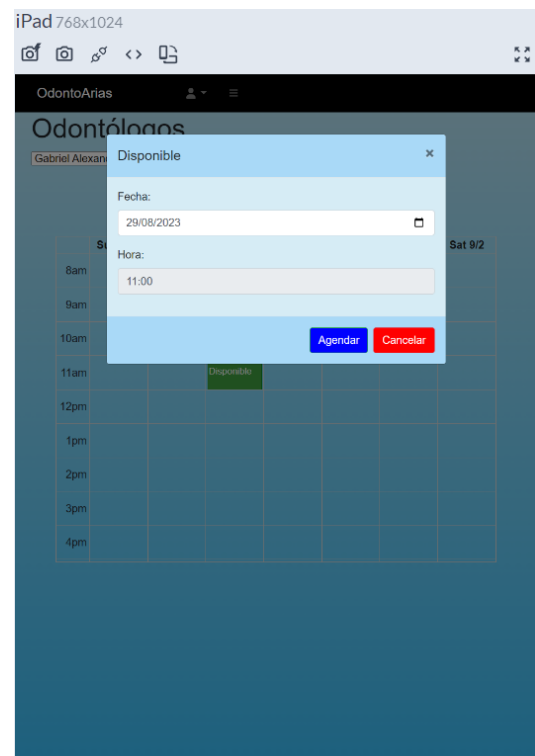 iPad 768x1024
OdontoArias
Odontólogos
Gabriel Alexan
Disponible ×
Fecha:
29/08/2023
Hora:
11:00
Agendar Cancelar
Su Sat 9/2
8am
9am
10am
11am Disponible
12pm
1pm
2pm
3pm
4pm